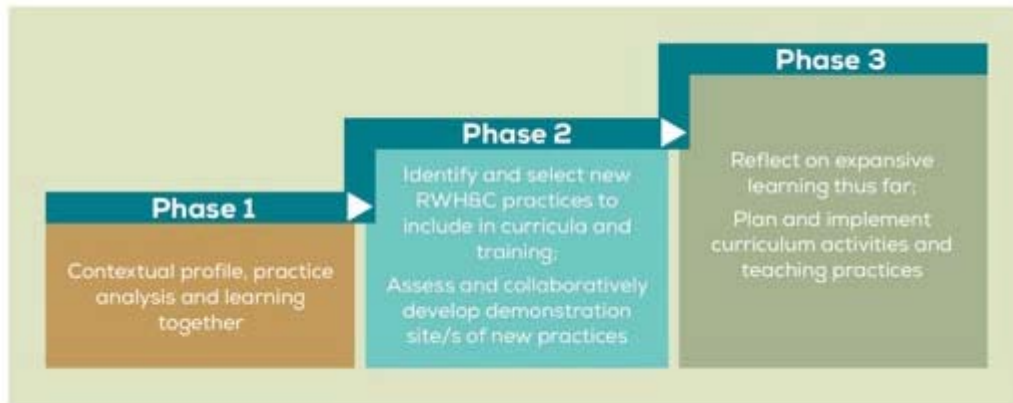 Phase 1
Contextual profile, practice
analysis and learning
together
Phase 2
Identify and select new
RWH&C practices to
include in curricula and
training;
Assess and collaboratively
develop demonstration
site/s of new practices
Phase 3
Reflect on expansive
learning thus far;
Plan and implement
curriculum activities and
teaching practices